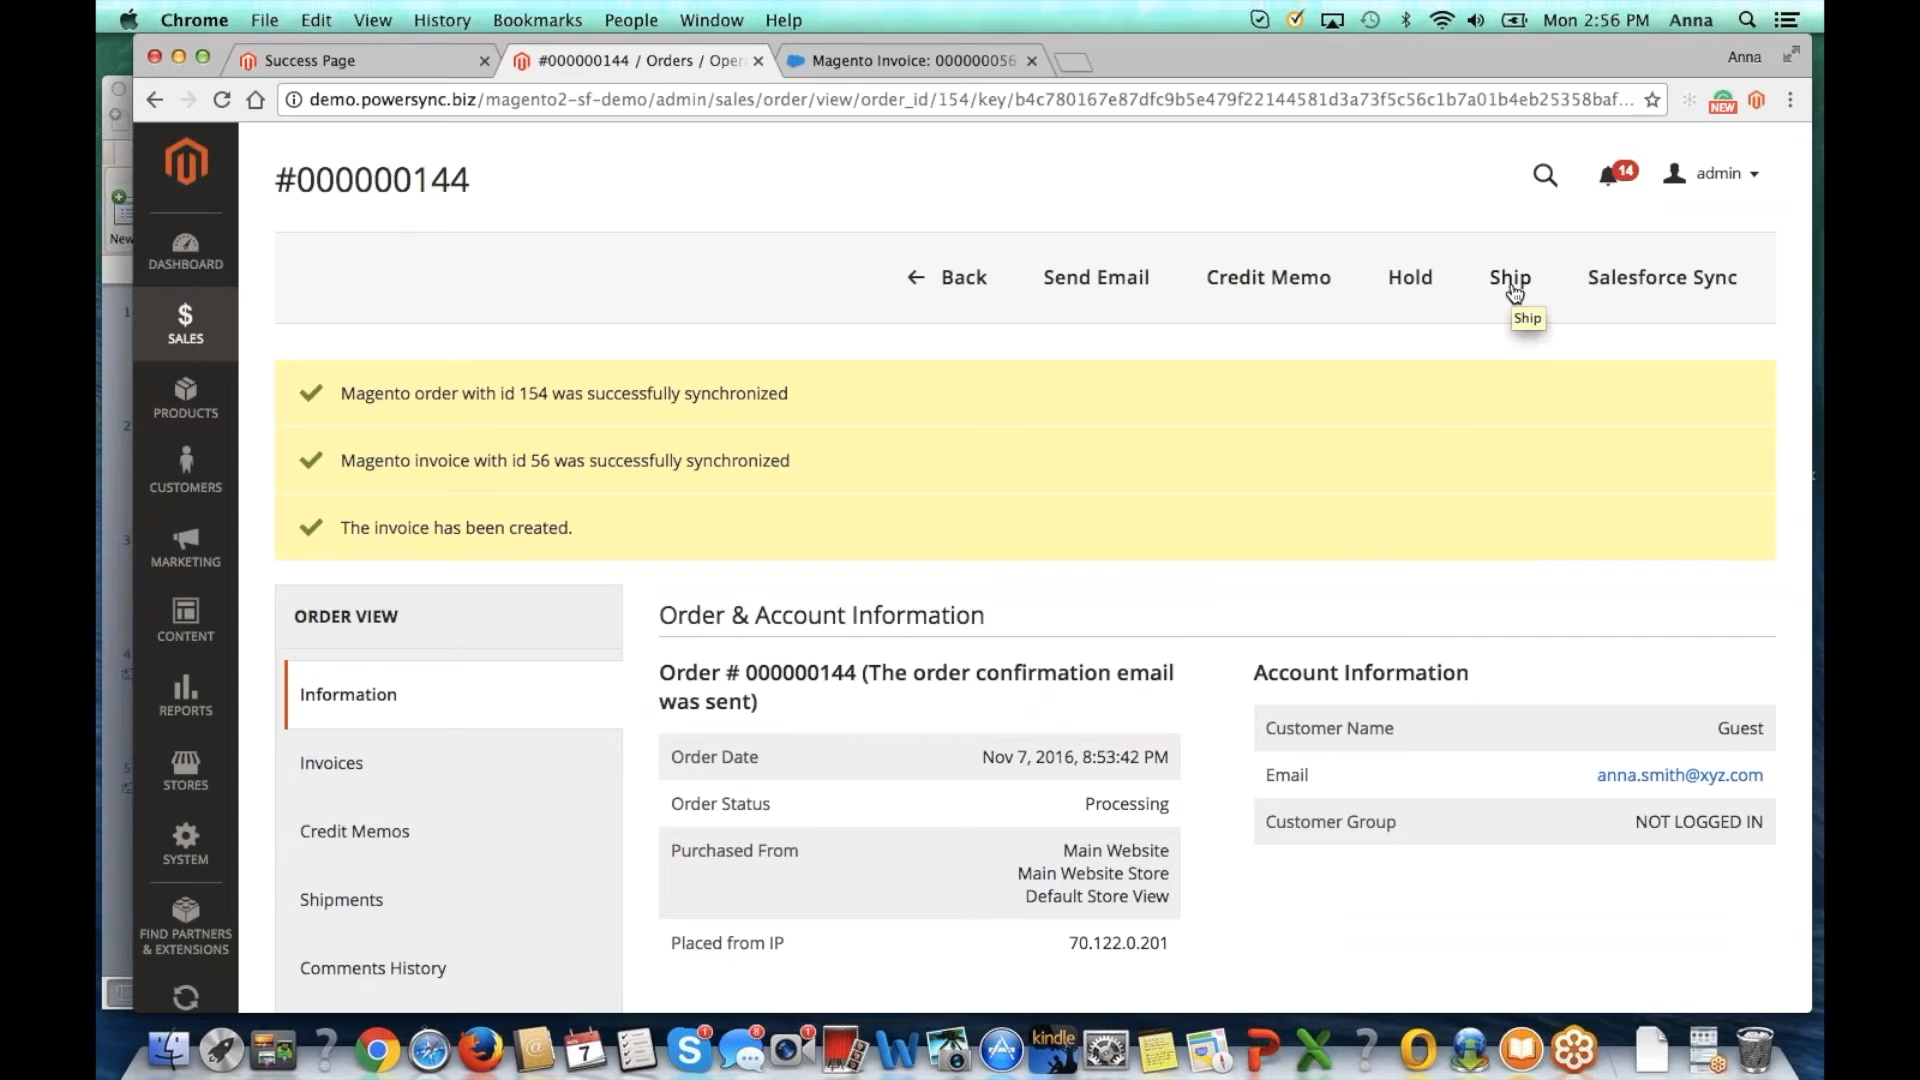 Chrome File Edit View History Bookmarks People Window Help Mon 2:56 PM Anna
Success Page #000000144 / Orders / Oper Magento Invoice: 000000056 Anna
demo.powersync.biz/magento2-sf-demo/admin/sales/order/view/order_id/154/key/b4c780167e87dfc9b5e479f22144581d3a73f5c56c1b7a01b4eb25358baf... NEW
#000000144
14
admin
New
DASHBOARD
SALES
PRODUCTS
CUSTOMERS
MARKETING
CONTENT
REPORTS
STORES
SYSTEM
FIND PARTNERS
& EXTENSIONS
Back Send Email Credit Memo Hold Ship Salesforce Sync
Ship
Magento order with id 154 was successfully synchronized
Magento invoice with id 56 was successfully synchronized
The invoice has been created.
ORDER VIEW
Information
Invoices
Credit Memos
Shipments
Comments History
Order & Account Information
Order # 000000144 (The order confirmation email
was sent)
Order Date Nov 7, 2016, 8:53:42 PM
Order Status Processing
Purchased From Main Website
Main Website Store
Default Store View
Placed from IP 70.122.0.201
Account Information
Customer Name Guest
Email anna.smith@xyz.com
Customer Group NOT LOGGED IN
kindle
7